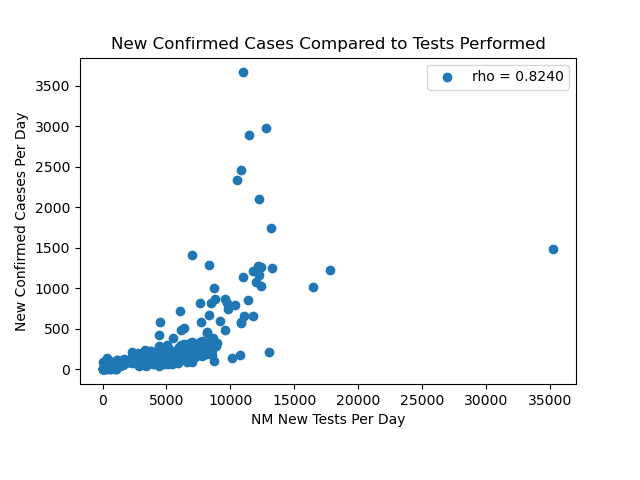 New Confirmed Cases Compared to Tests Performed
rho = 0.8240
New Confirmed Caeses Per Day
3500
3000
2500
2000
1500
1000
500
0
0 5000 10000 15000 20000 25000 30000 35000
NM New Tests Per Day